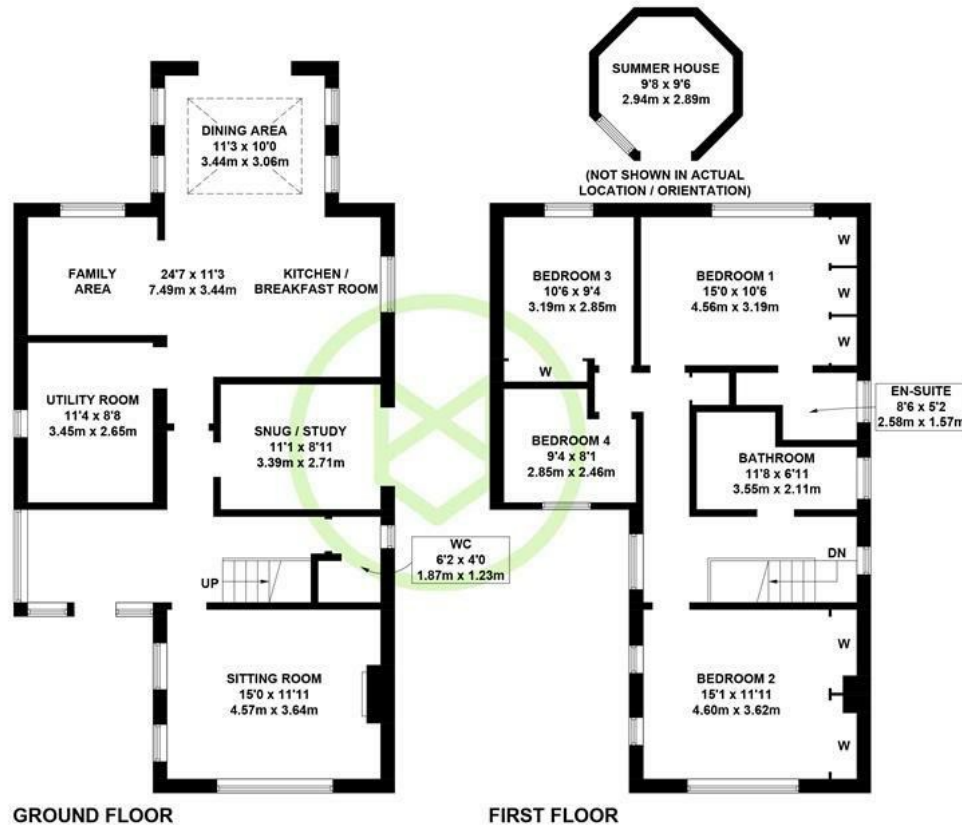 SUMMER HOUSE
9'8 x 9'6
2.94m x 2.89m
(NOT SHOWN IN ACTUAL
LOCATION / ORIENTATION)
DINING AREA
11'3 x 10'0
3.44m x 3.06m
FAMILY
AREA
24'7 x 11'3
7.49m x 3.44m
KITCHEN /
BREAKFAST ROOM
UTILITY ROOM
11'4 x 8'8
3.45m x 2.65m
SNUG / STUDY
11'1 x 8'11
3.39m x 2.71m
WC
6'2 x 4'0
1.87m x 1.23m
UP
SITTING ROOM
15'0 x 11'11
4.57m x 3.64m
GROUND FLOOR
BEDROOM 3
10'6 x 9'4
3.19m x 2.85m
W
BEDROOM 1
15'0 x 10'6
4.56m x 3.19m
W
W
W
EN-SUITE
8'6 x 5'2
2.58m x 1.57m
BEDROOM 4
9'4 x 8'1
2.85m x 2.46m
BATHROOM
11'8 x 6'11
3.55m x 2.11m
DN
BEDROOM 2
15'1 x 11'11
4.60m x 3.62m
W
W
FIRST FLOOR